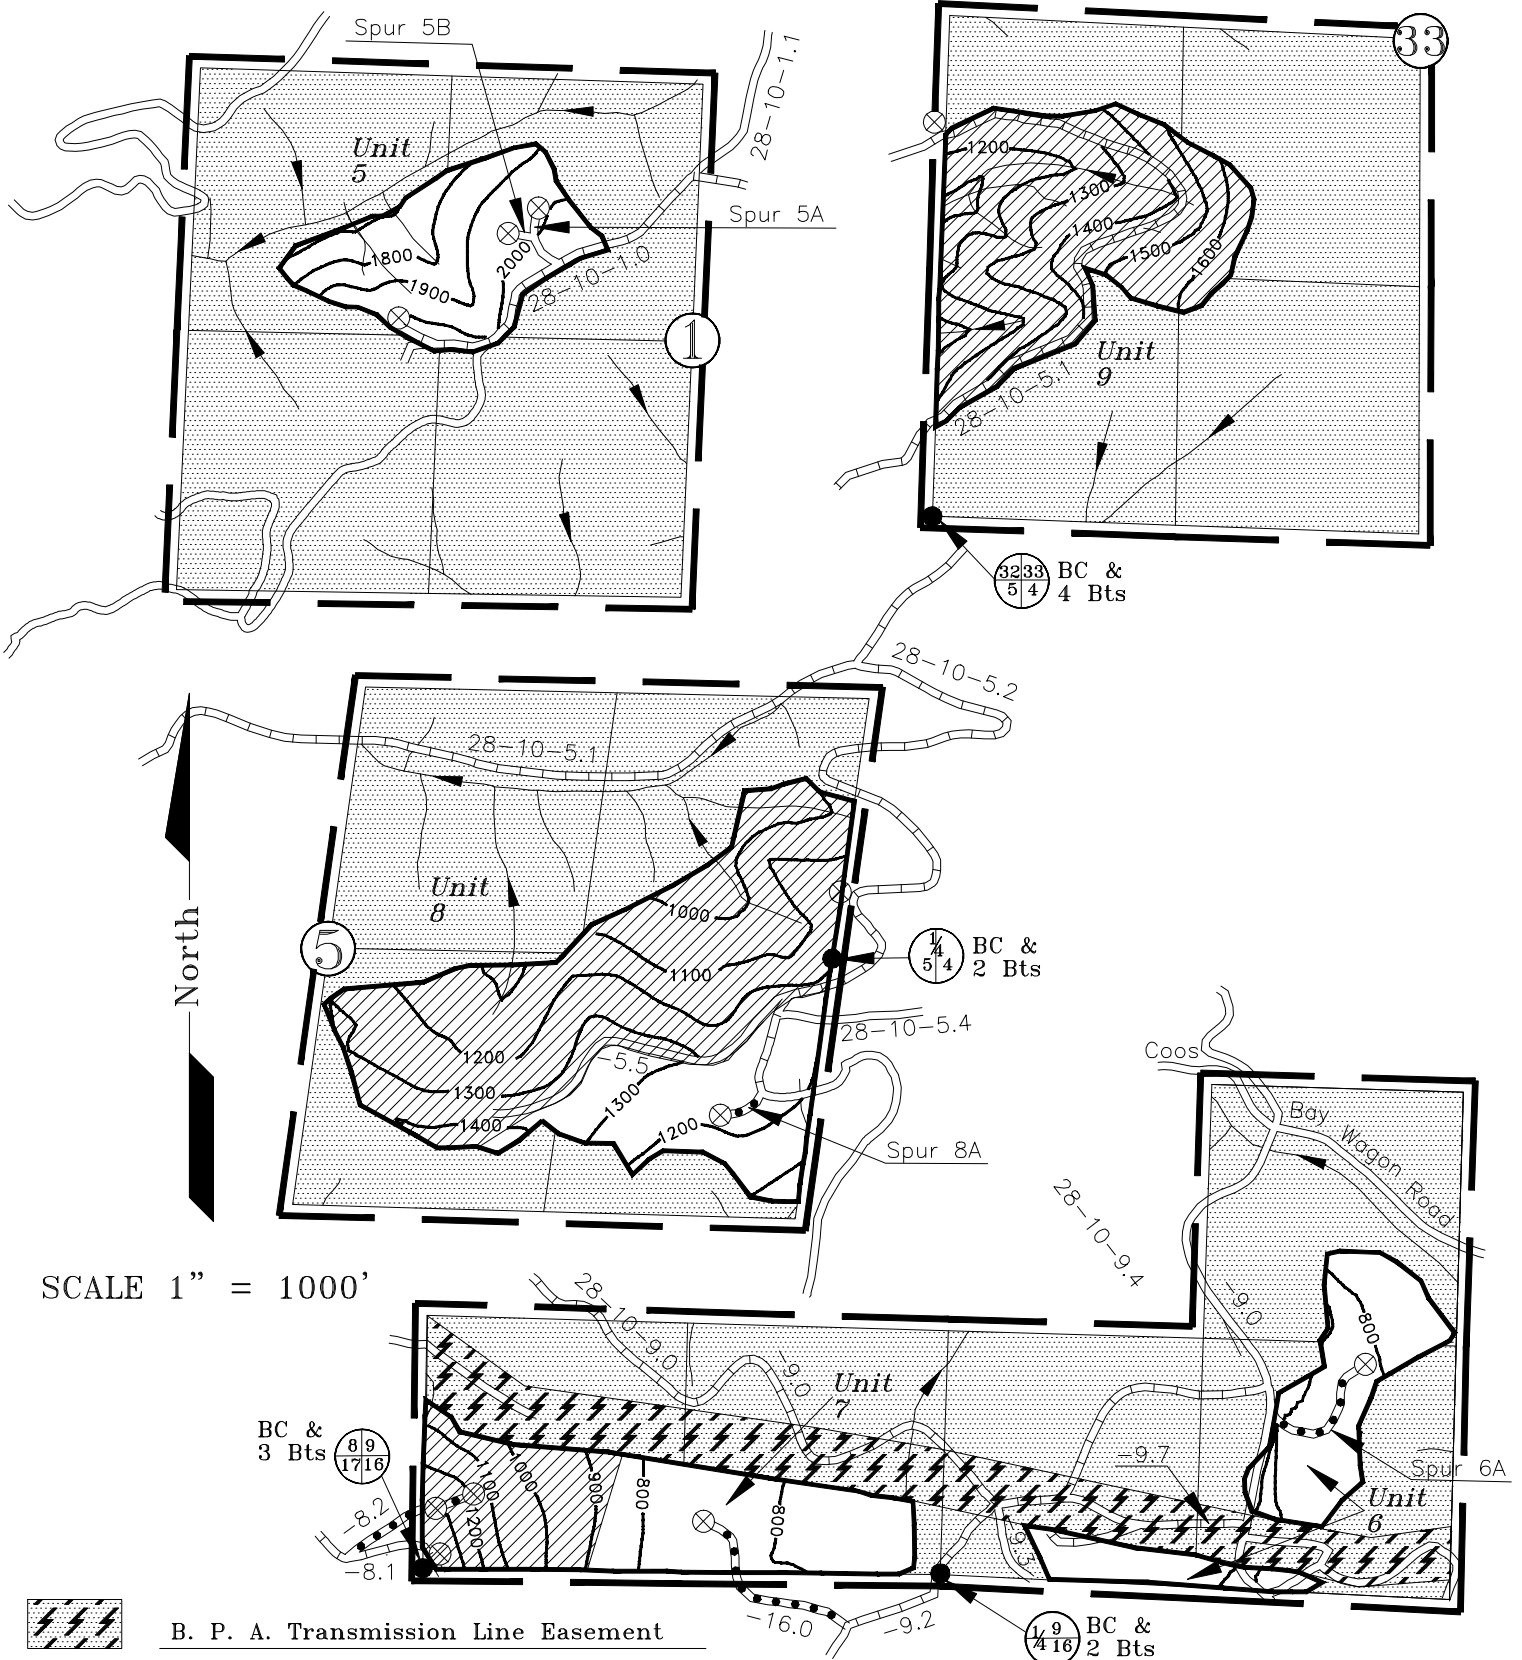 Spur 5B
28-10-1.1
33
Unit
5
1200
1300
Spur 5A
1400
1800
2000
1500
1600
28-10-1.0
1900
1
Unit
9
28-10-5.1
32 33
5 4
BC &
4 Bts
28-10-5.2
28-10-5.1
Unit
8
1000
North
5
1/4
5 4
BC &
2 Bts
1100
28-10-5.4
1200
-5.5
1300
1300
1400
1200
Coos Bay Wagon Road
Spur 8A
28-10-9.4
SCALE 1" = 1000'
28-10-9.0
-9.0
800
-9.0
Unit
7
BC &
3 Bts
8 9
17 16
1100
1000
900
800
800
-9.7
Spur 6A
Unit
6
-8.2
-8.1
-9.3
-16.0
-9.2
1/4 9
16
BC &
2 Bts
B. P. A. Transmission Line Easement